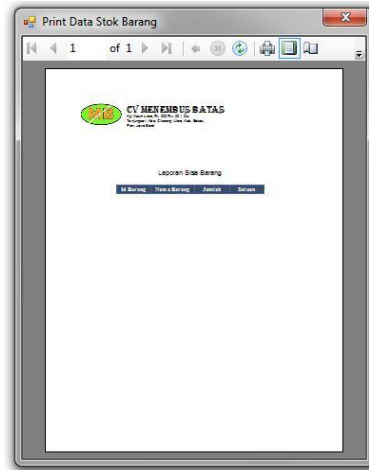 Print Data Stok Barang
1 of 1
CV MENEMBUS BATAS
Laporan Sisa Barang
Id Barang Nama Barang Jumlah Satuan